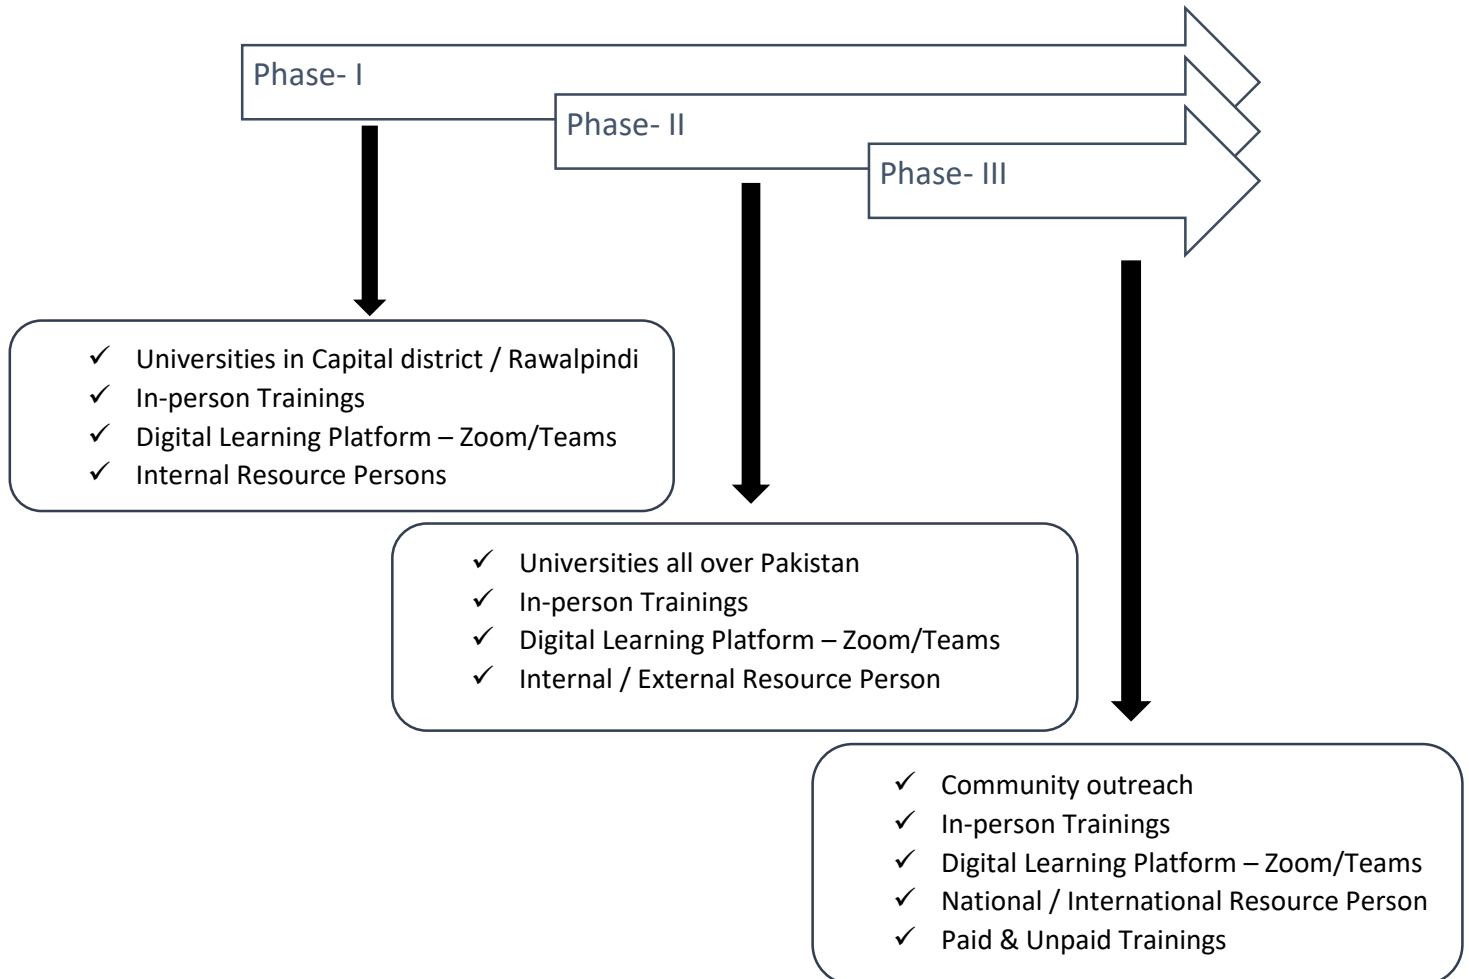 Phase- I
Phase- II
Phase- III
✓ Universities in Capital district / Rawalpindi
✓ In-person Trainings
✓ Digital Learning Platform – Zoom/Teams
✓ Internal Resource Persons
✓ Universities all over Pakistan
✓ In-person Trainings
✓ Digital Learning Platform – Zoom/Teams
✓ Internal / External Resource Person
✓ Community outreach
✓ In-person Trainings
✓ Digital Learning Platform – Zoom/Teams
✓ National / International Resource Person
✓ Paid & Unpaid Trainings